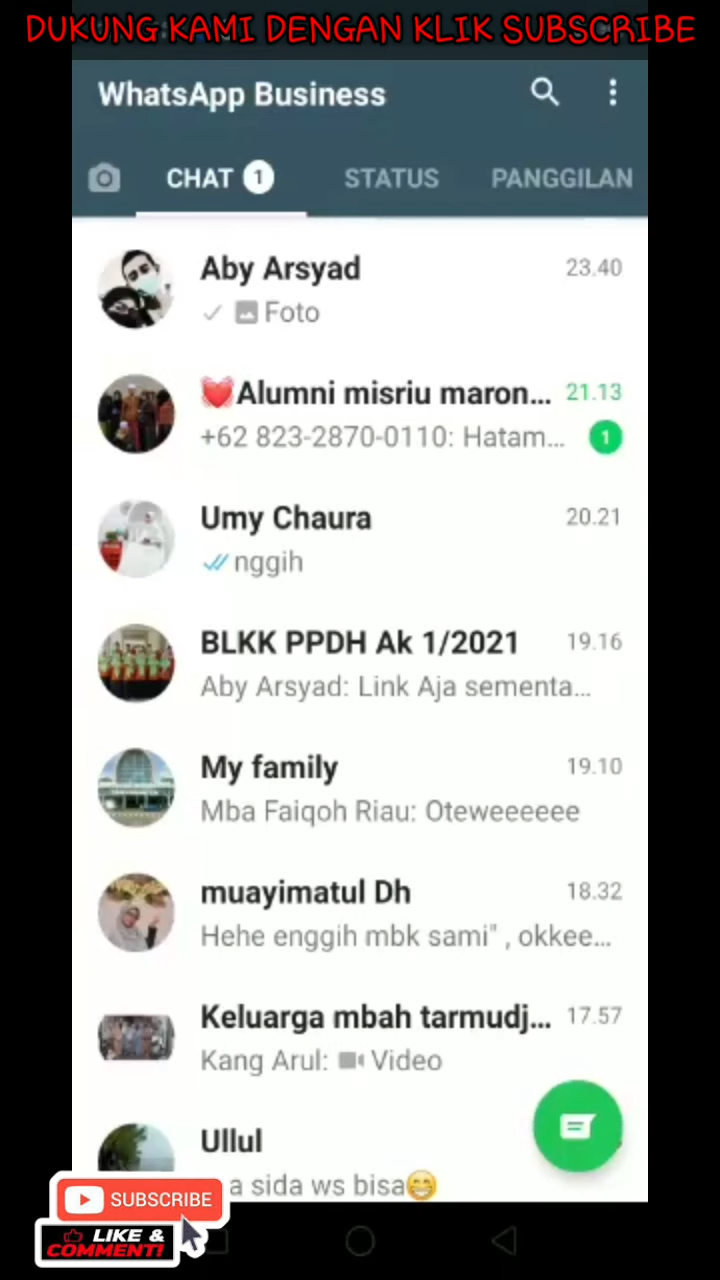 DUKUNG KAMI DENGAN KLIK SUBSCRIBE
WhatsApp Business
CHAT 1 STATUS PANGGILAN
Aby Arsyad 23.40
Foto
Alumni misriu maron... 21.13
+62 823-2870-0110: Hatam... 1
Umy Chaura 20.21
nggih
BLKK PPDH Ak 1/2021 19.16
Aby Arsyad: Link Aja sementa...
My family 19.10
Mba Faiqoh Riau: Oteweeeeee
muayimatul Dh 18.32
Hehe enggih mbk sami" , okkee...
Keluarga mbah tarmudj... 17.57
Kang Arul: Video
Ullul
a sida ws bisa😁
SUBSCRIBE
LIKE &
COMMENT!